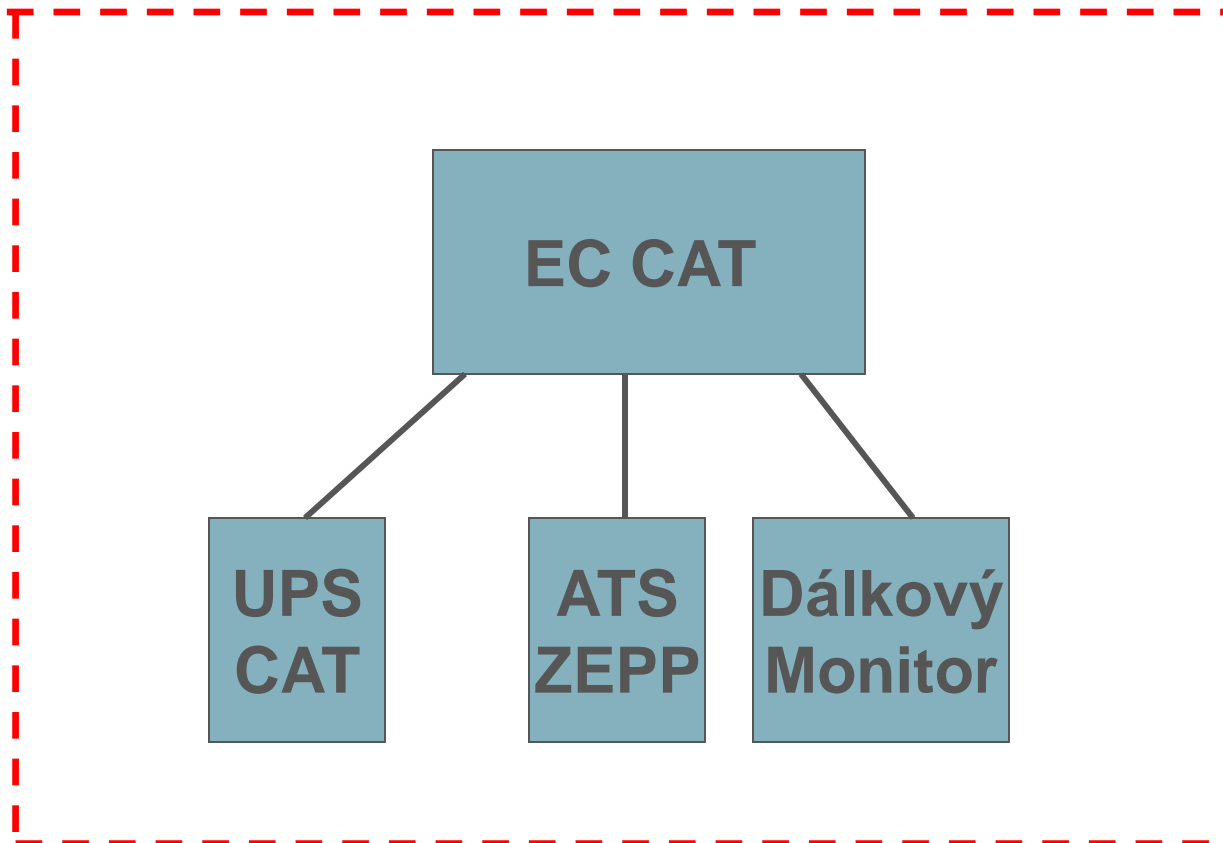 EC CAT
UPS
CAT
ATS
ZEPP
Dálkový
Monitor